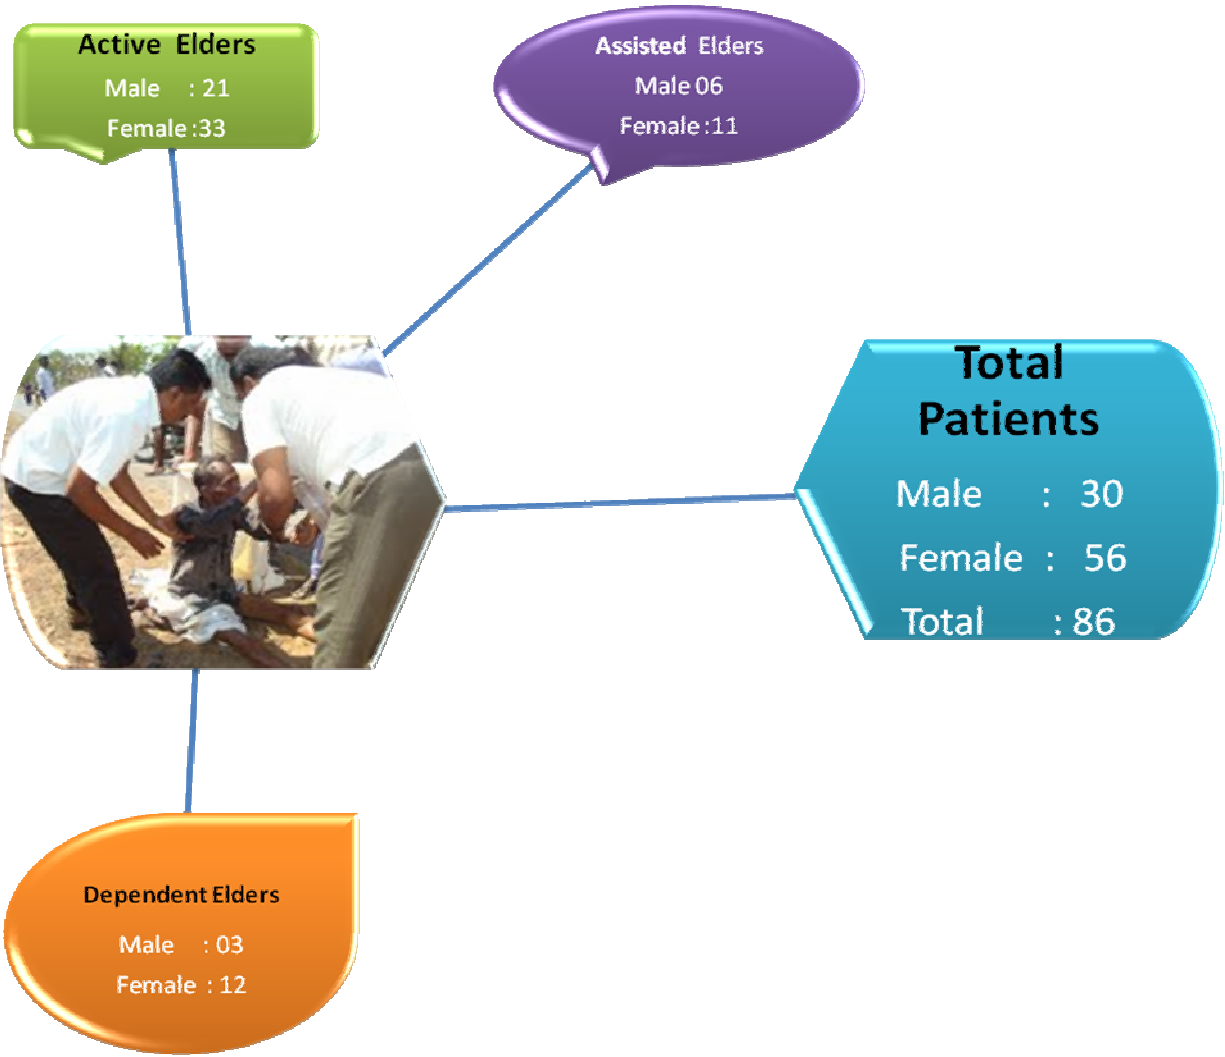 Active Elders
Male : 21
Female :33
Assisted Elders
Male 06
Female :11
Total
Patients
Male : 30
Female : 56
Total : 86
Dependent Elders
Male : 03
Female : 12